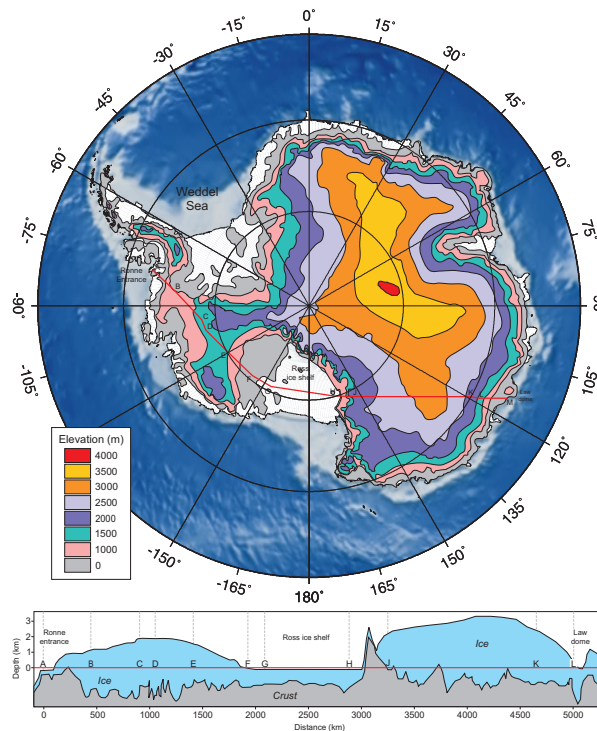 0°
15°
30°
45°
60°
75°
90°
105°
120°
135°
150°
165°
180°
-165°
-150°
-105°
-90°
-75°
-60°
-45°
-30°
-15°
Weddel
Sea
Ronne
Entrance
B
C
D
E
F
Ross
ice shelf
H
Law
dome
M
Elevation (m)
4000
3500
3000
2500
2000
1500
1000
0
Ronne
entrance
Ross ice shelf
Law
dome
A B C D E F G H J K L
Ice
Ice
Crust
Depth (km)
3
2
1
0
0 500 1000 1500 2000 2500 3000 3500 4000 4500 5000
Distance (km)